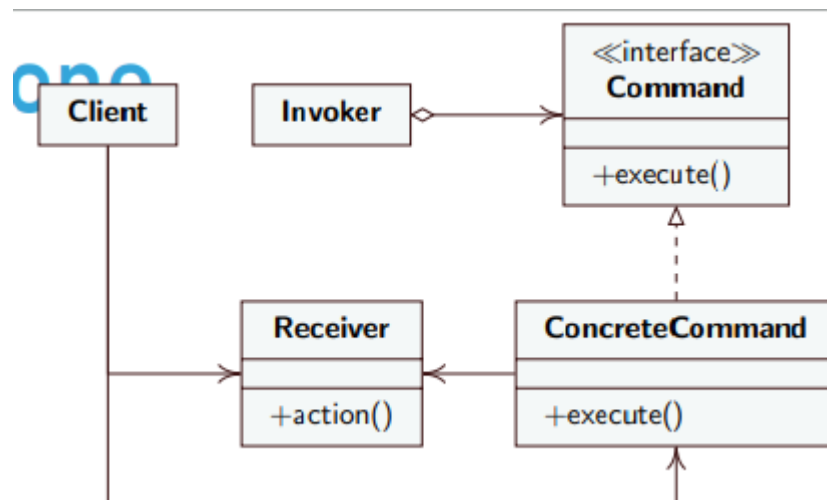 Client
Invoker
≪interface≫
Command
+execute()
Receiver
+action()
ConcreteCommand
+execute()